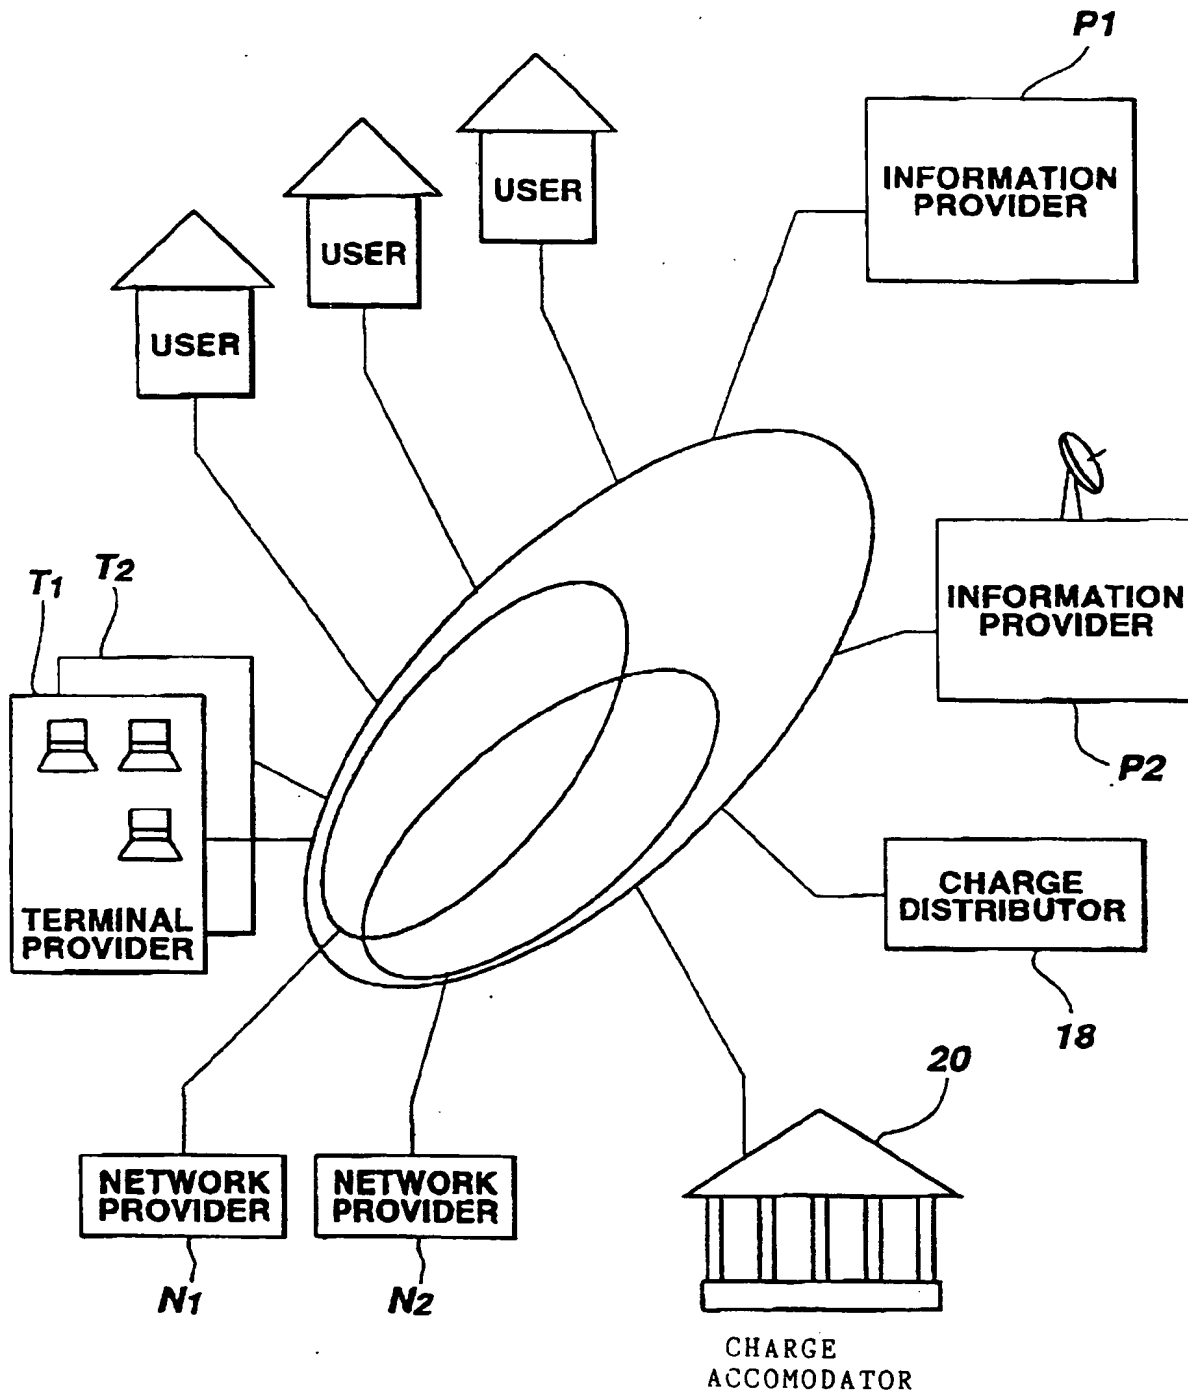 P1
INFORMATION
PROVIDER
USER
USER
USER
T1
T2
INFORMATION
PROVIDER
P2
TERMINAL
PROVIDER
CHARGE
DISTRIBUTOR
18
20
NETWORK
PROVIDER
NETWORK
PROVIDER
N1
N2
CHARGE
ACCOMODATOR